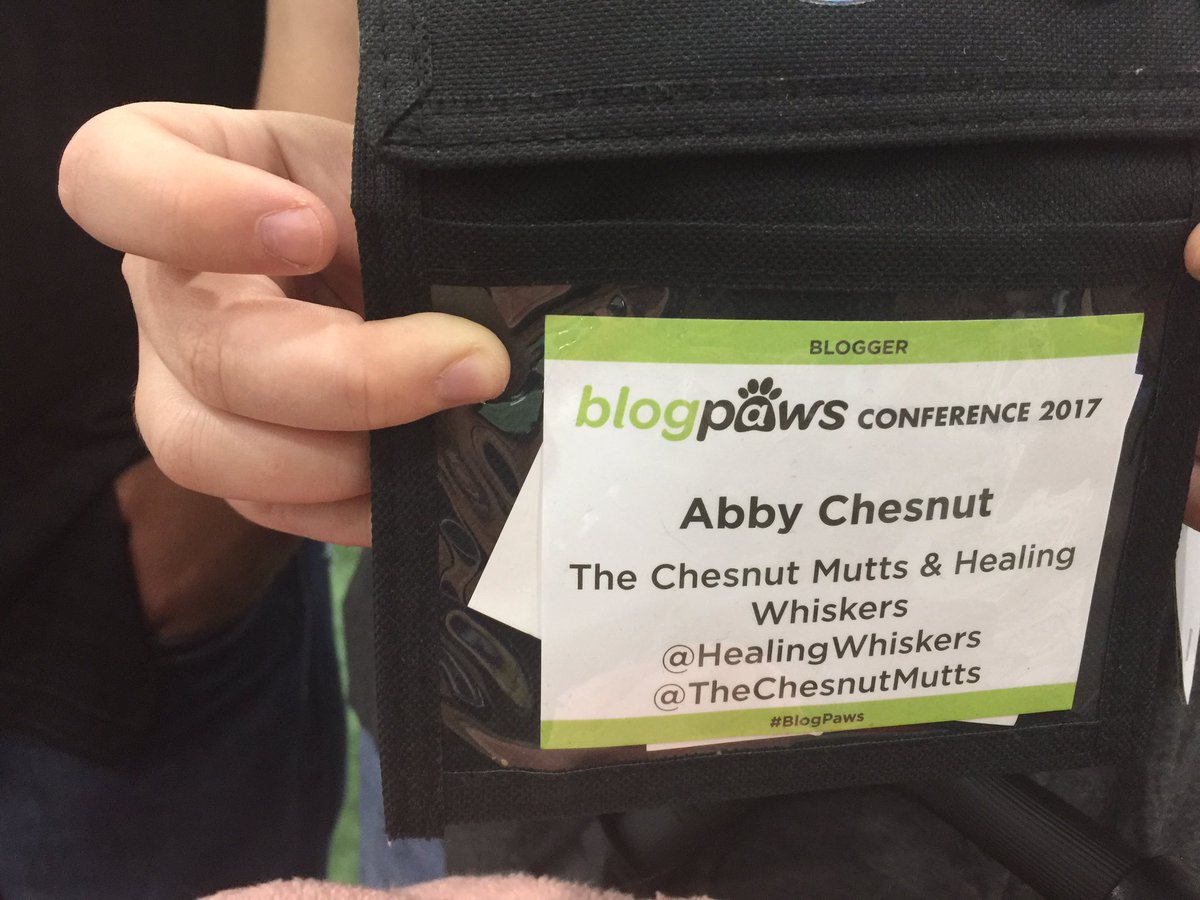 BLOGGER
blogpaws CONFERENCE 2017
Abby Chesnut
The Chesnut Mutts & Healing
Whiskers
@HealingWhiskers
@TheChesnutMutts
#BlogPaws